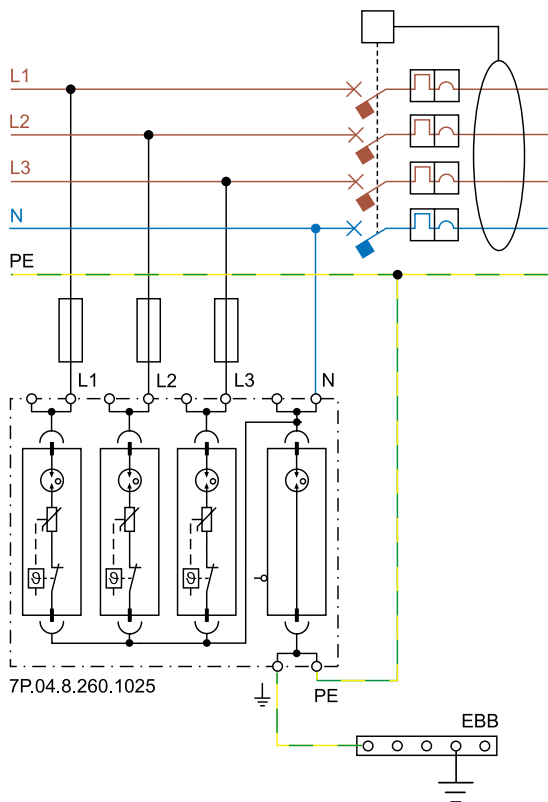 L1
L2
L3
N
PE
L1 L2 L3 N
ϑ ϑ ϑ
7P.04.8.260.1025
PE
EBB